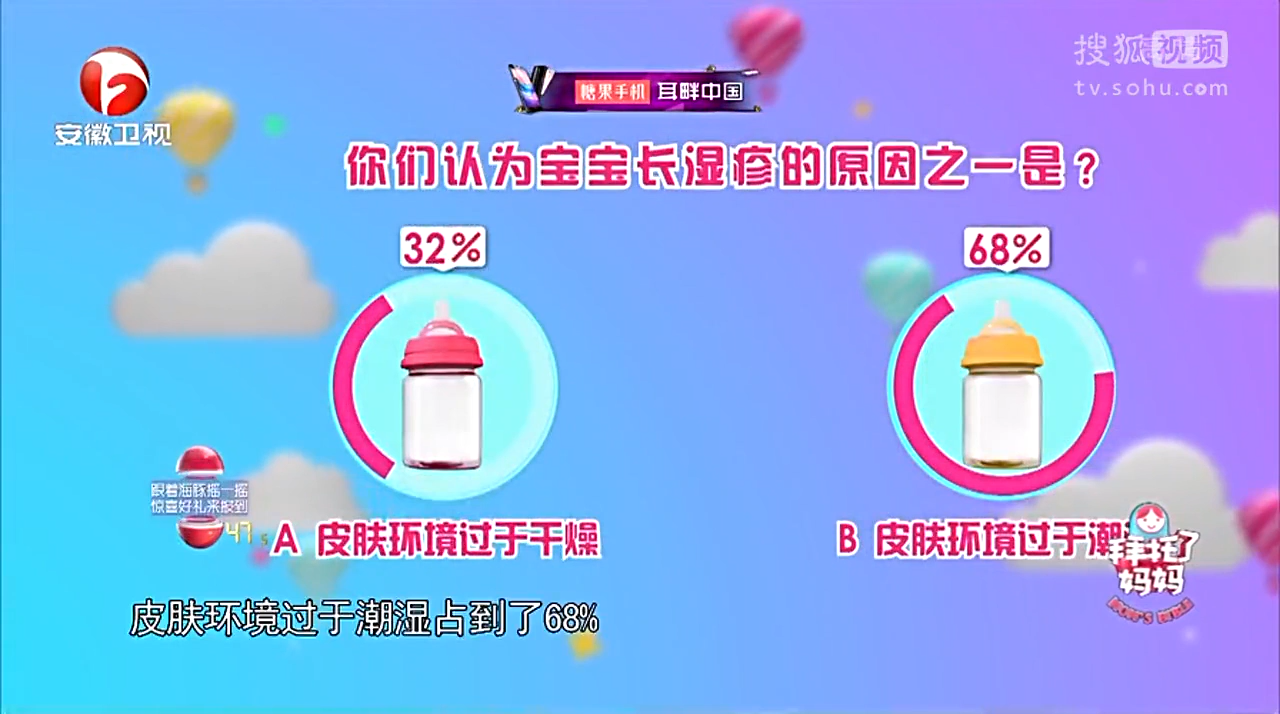 搜狐视频
tv.sohu.com
安徽卫视
糖果手机 耳畔中国
你们认为宝宝长湿疹的原因之一是?
32%
68%
跟着海豚摇一摇
惊喜好礼来报到
47s
A 皮肤环境过于干燥
B 皮肤环境过于潮
拜托了
妈妈
皮肤环境过于潮湿占到了68%